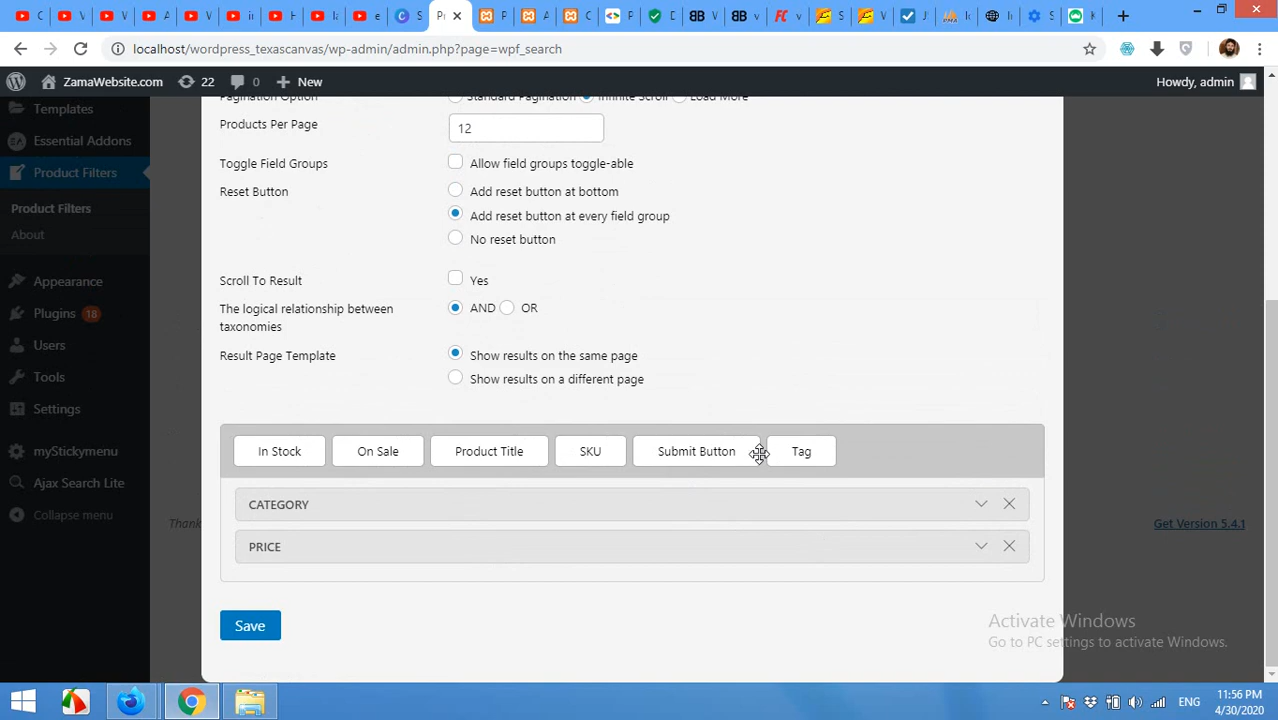 P
localhost/wordpress_texascanvas/wp-admin/admin.php?page=wpf_search
ZamaWebsite.com 22 0 New Howdy, admin
Templates
Essential Addons
Product Filters
Product Filters
About
Appearance
Plugins 18
Users
Tools
Settings
myStickymenu
Ajax Search Lite
Collapse menu
Pagination Option Standard Pagination Infinite Scroll Load More
Products Per Page 12
Toggle Field Groups Allow field groups toggle-able
Reset Button Add reset button at bottom
Add reset button at every field group
No reset button
Scroll To Result Yes
The logical relationship between AND OR
taxonomies
Result Page Template Show results on the same page
Show results on a different page
In Stock On Sale Product Title SKU Submit Button Tag
CATEGORY
PRICE
Save
Thank
Get Version 5.4.1
Activate Windows
Go to PC settings to activate Windows.
ENG 11:56 PM
4/30/2020